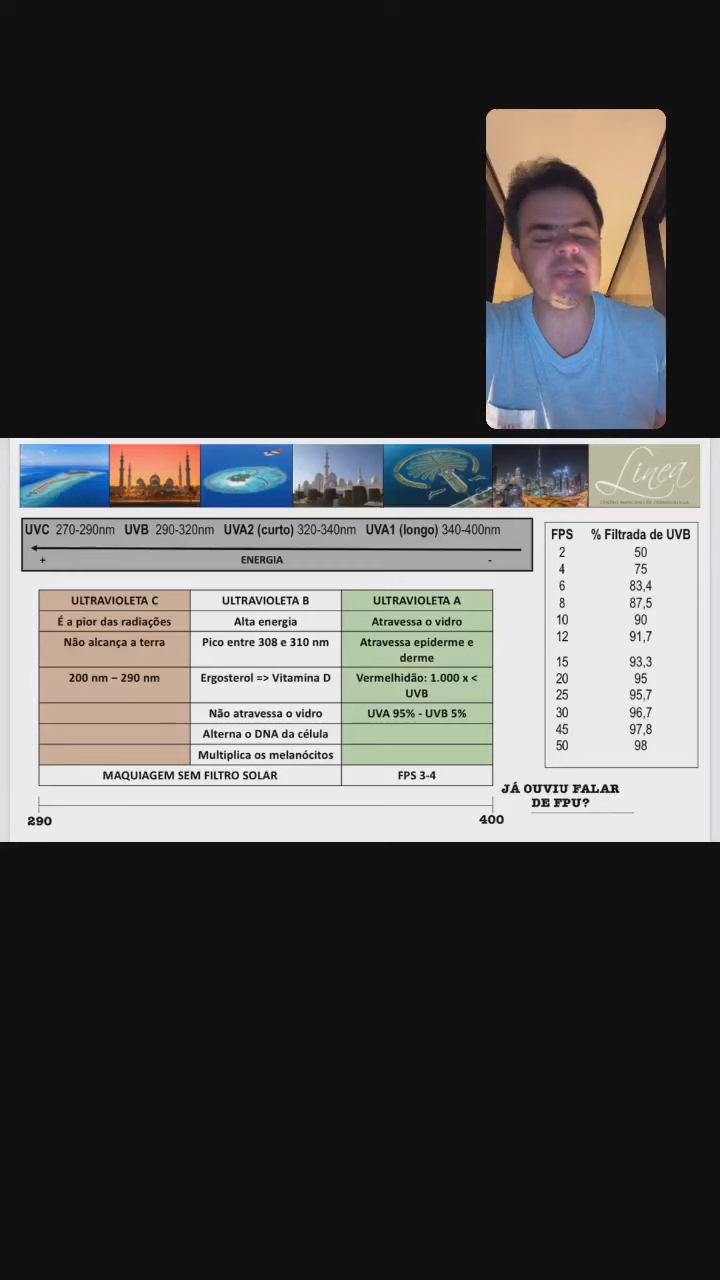 Linea
UVC 270-290nm UVB 290-320nm UVA2 (curto) 320-340nm UVA1 (longo) 340-400nm
+ ENERGIA -
ULTRAVIOLETA C ULTRAVIOLETA B ULTRAVIOLETA A
É a pior das radiações Alta energia Atravessa o vidro
Não alcança a terra Pico entre 308 e 310 nm Atravessa epiderme e
derme
200 nm – 290 nm Ergosterol => Vitamina D Vermelhidão: 1.000 x <
UVB
Não atravessa o vidro UVA 95% - UVB 5%
Alterna o DNA da célula
Multiplica os melanócitos
MAQUIAGEM SEM FILTRO SOLAR FPS 3-4
290 400
FPS % Filtrada de UVB
2 50
4 75
6 83,4
8 87,5
10 90
12 91,7
15 93,3
20 95
25 95,7
30 96,7
45 97,8
50 98
JÁ OUVIU FALAR
DE FPU?